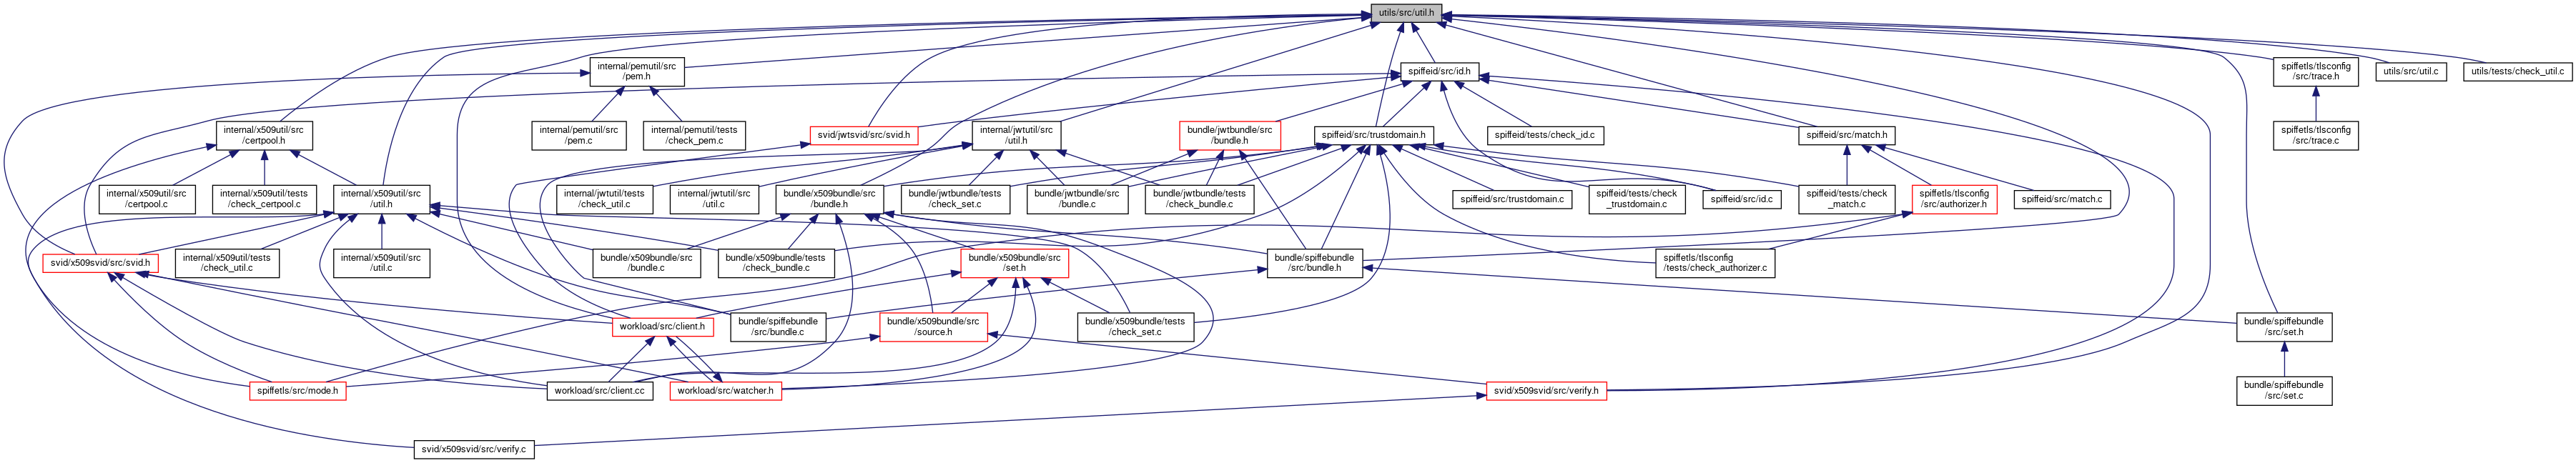 utils/src/util.h
internal/pemutil/src
/pem.h
spiffeid/src/id.h
spiffetls/tlsconfig
/src/trace.h
utils/src/util.c
utils/tests/check_util.c
internal/x509util/src
/certpool.h
internal/pemutil/src
/pem.c
internal/pemutil/tests
/check_pem.c
svid/jwtsvid/src/svid.h
internal/jwtutil/src
/util.h
bundle/jwtbundle/src
/bundle.h
spiffeid/src/trustdomain.h
spiffeid/tests/check_id.c
spiffeid/src/match.h
spiffetls/tlsconfig
/src/trace.c
internal/x509util/src
/certpool.c
internal/x509util/tests
/check_certpool.c
internal/x509util/src
/util.h
internal/jwtutil/tests
/check_util.c
internal/jwtutil/src
/util.c
bundle/x509bundle/src
/bundle.h
bundle/jwtbundle/tests
/check_set.c
bundle/jwtbundle/src
/bundle.c
bundle/jwtbundle/tests
/check_bundle.c
spiffeid/src/trustdomain.c
spiffeid/tests/check
_trustdomain.c
spiffeid/src/id.c
spiffeid/tests/check
_match.c
spiffetls/tlsconfig
/src/authorizer.h
spiffeid/src/match.c
svid/x509svid/src/svid.h
internal/x509util/tests
/check_util.c
internal/x509util/src
/util.c
bundle/x509bundle/src
/bundle.c
bundle/x509bundle/tests
/check_bundle.c
bundle/x509bundle/src
/set.h
bundle/spiffebundle
/src/bundle.h
spiffetls/tlsconfig
/tests/check_authorizer.c
workload/src/client.h
bundle/spiffebundle
/src/bundle.c
bundle/x509bundle/src
/source.h
bundle/x509bundle/tests
/check_set.c
bundle/spiffebundle
/src/set.h
spiffetls/src/mode.h
workload/src/client.cc
workload/src/watcher.h
svid/x509svid/src/verify.h
bundle/spiffebundle
/src/set.c
svid/x509svid/src/verify.c